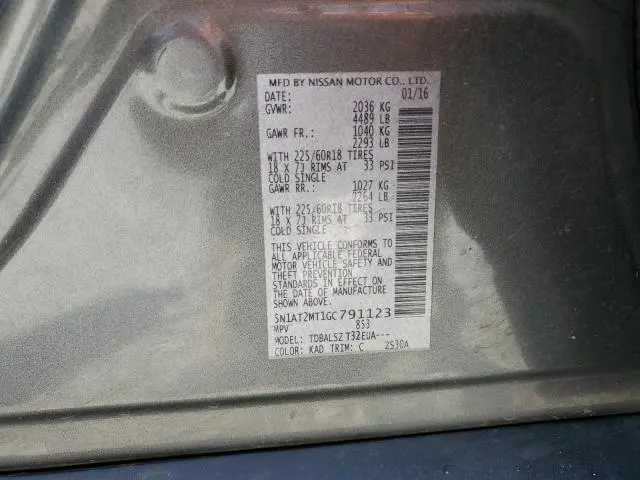 MFD BY NISSAN MOTOR CO., LTD.
DATE: 01/16
GVWR: 2036 KG
4489 LB
GAWR FR.: 1040 KG
2293 LB
WITH 225/60R18 TIRES
18 X 7J RIMS AT 33 PSI
COLD SINGLE
GAWR RR.: 1027 KG
2264 LB
WITH 225/60R18 TIRES
18 X 7J RIMS AT 33 PSI
COLD SINGLE
THIS VEHICLE CONFORMS TO
ALL APPLICABLE FEDERAL
MOTOR VEHICLE SAFETY AND
THEFT PREVENTION
STANDARDS IN EFFECT ON
THE DATE OF MANUFACTURE
SHOWN ABOVE.
5N1AT2MT1GC791123
MPV 853
MODEL: TDBALSZ T32EUA---
COLOR: KAD TRIM: C ZS30A